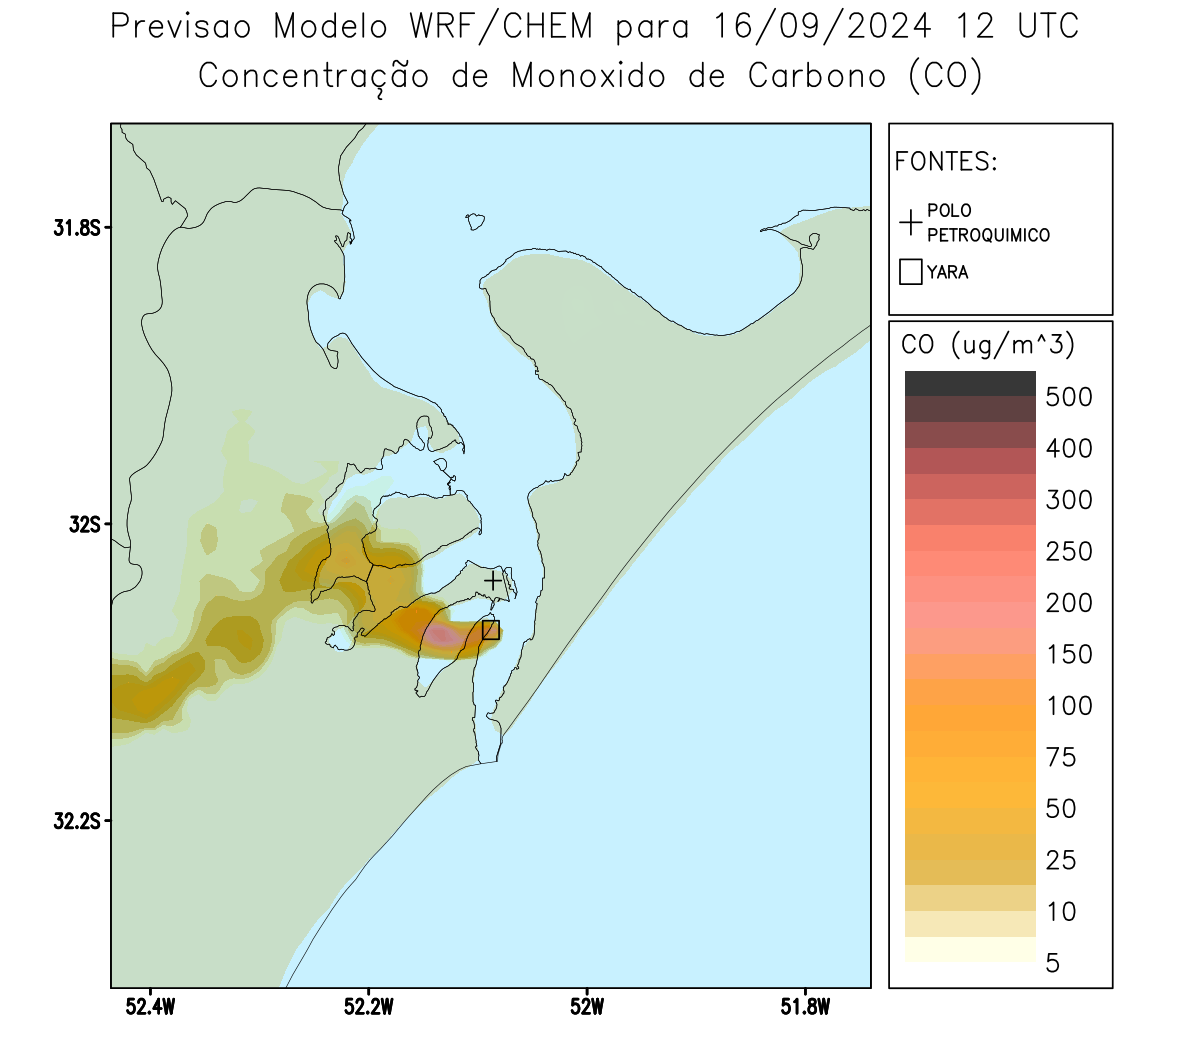 Previsao Modelo WRF/CHEM para 16/09/2024 12 UTC
Concentração de Monoxido de Carbono (CO)
FONTES:
POLO
PETROQUIMICO
YARA
CO (ug/m^3)
500
400
300
250
200
150
100
75
50
25
10
5
31.8S
32S
32.2S
52.4W
52.2W
52W
51.8W